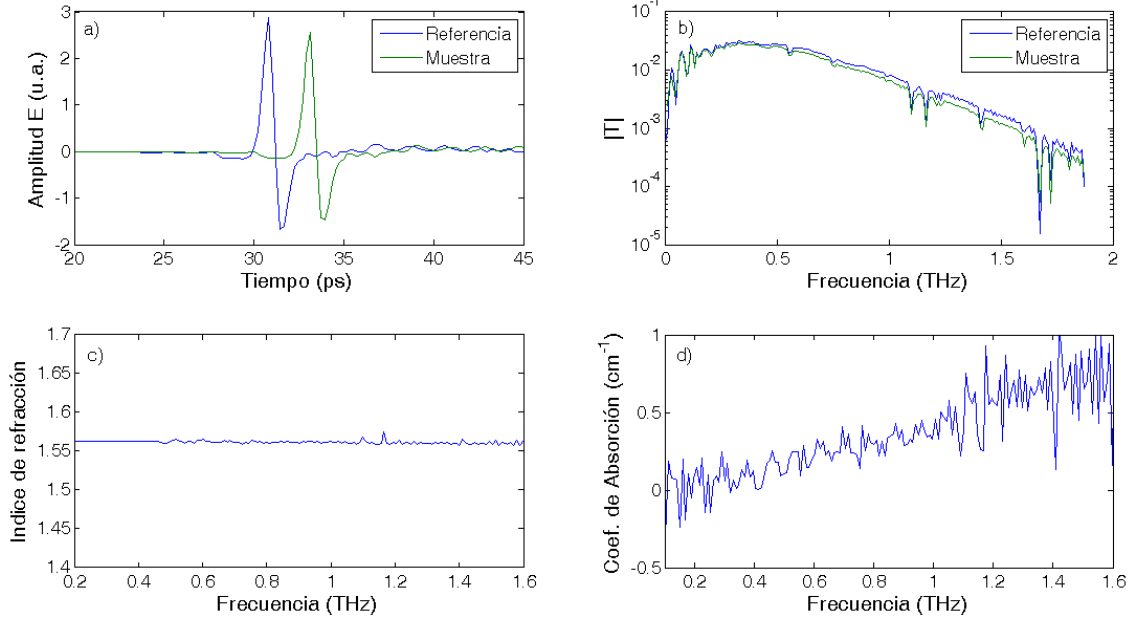 a)
Referencia
Muestra
3
2
1
0
-1
-2
Amplitud E (u.a.)
20 25 30 35 40 45
Tiempo (ps)
b)
Referencia
Muestra
10^-1
10^-2
10^-3
10^-4
10^-5
|T|
0 0.5 1 1.5 2
Frecuencia (THz)
c)
1.7
1.65
1.6
1.55
1.5
1.45
1.4
Indice de refracción
0.2 0.4 0.6 0.8 1 1.2 1.4 1.6
Frecuencia (THz)
d)
1
0.5
0
-0.5
Coef. de Absorción (cm^-1)
0.2 0.4 0.6 0.8 1 1.2 1.4 1.6
Frecuencia (THz)